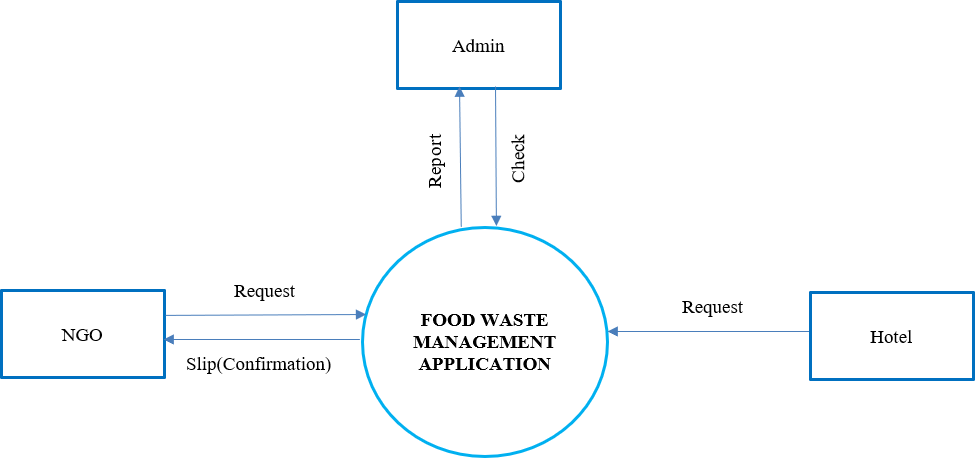 Admin
Report
Check
Request
NGO
Slip(Confirmation)
FOOD WASTE
MANAGEMENT
APPLICATION
Request
Hotel